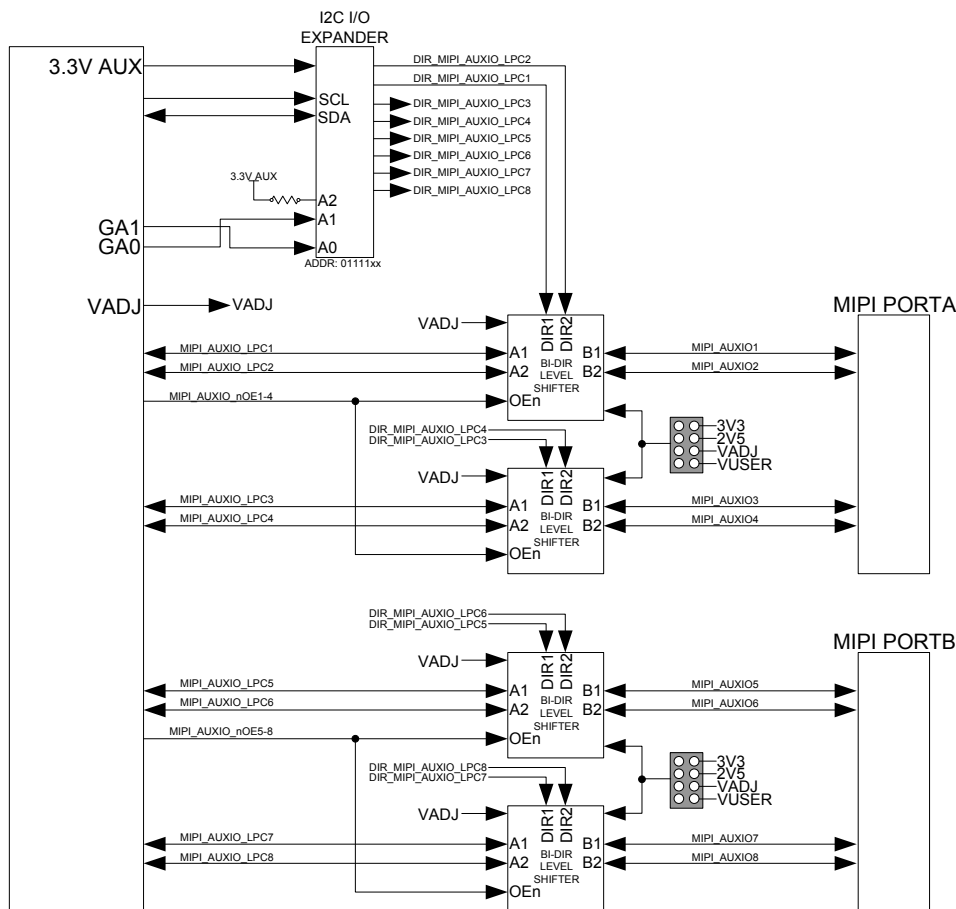 I2C I/O
EXPANDER
3.3V AUX
SCL
SDA
3.3V AUX
A2
A1
A0
GA1
GA0
ADDR: 01111xx
DIR_MIPI_AUXIO_LPC2
DIR_MIPI_AUXIO_LPC1
DIR_MIPI_AUXIO_LPC3
DIR_MIPI_AUXIO_LPC4
DIR_MIPI_AUXIO_LPC5
DIR_MIPI_AUXIO_LPC6
DIR_MIPI_AUXIO_LPC7
DIR_MIPI_AUXIO_LPC8
VADJ
VADJ
MIPI PORTA
VADJ
DIR1
DIR2
MIPI_AUXIO_LPC1
A1
B1
MIPI_AUXIO1
MIPI_AUXIO_LPC2
A2
B2
MIPI_AUXIO2
BI-DIR
LEVEL
SHIFTER
MIPI_AUXIO_nOE1-4
OEn
3V3
2V5
VADJ
VUSER
DIR_MIPI_AUXIO_LPC4
DIR_MIPI_AUXIO_LPC3
VADJ
DIR1
DIR2
MIPI_AUXIO_LPC3
A1
B1
MIPI_AUXIO3
MIPI_AUXIO_LPC4
A2
B2
MIPI_AUXIO4
BI-DIR
LEVEL
SHIFTER
OEn
DIR_MIPI_AUXIO_LPC6
DIR_MIPI_AUXIO_LPC5
MIPI PORTB
VADJ
DIR1
DIR2
MIPI_AUXIO_LPC5
A1
B1
MIPI_AUXIO5
MIPI_AUXIO_LPC6
A2
B2
MIPI_AUXIO6
BI-DIR
LEVEL
SHIFTER
MIPI_AUXIO_nOE5-8
OEn
3V3
2V5
VADJ
VUSER
DIR_MIPI_AUXIO_LPC8
DIR_MIPI_AUXIO_LPC7
VADJ
DIR1
DIR2
MIPI_AUXIO_LPC7
A1
B1
MIPI_AUXIO7
MIPI_AUXIO_LPC8
A2
B2
MIPI_AUXIO8
BI-DIR
LEVEL
SHIFTER
OEn